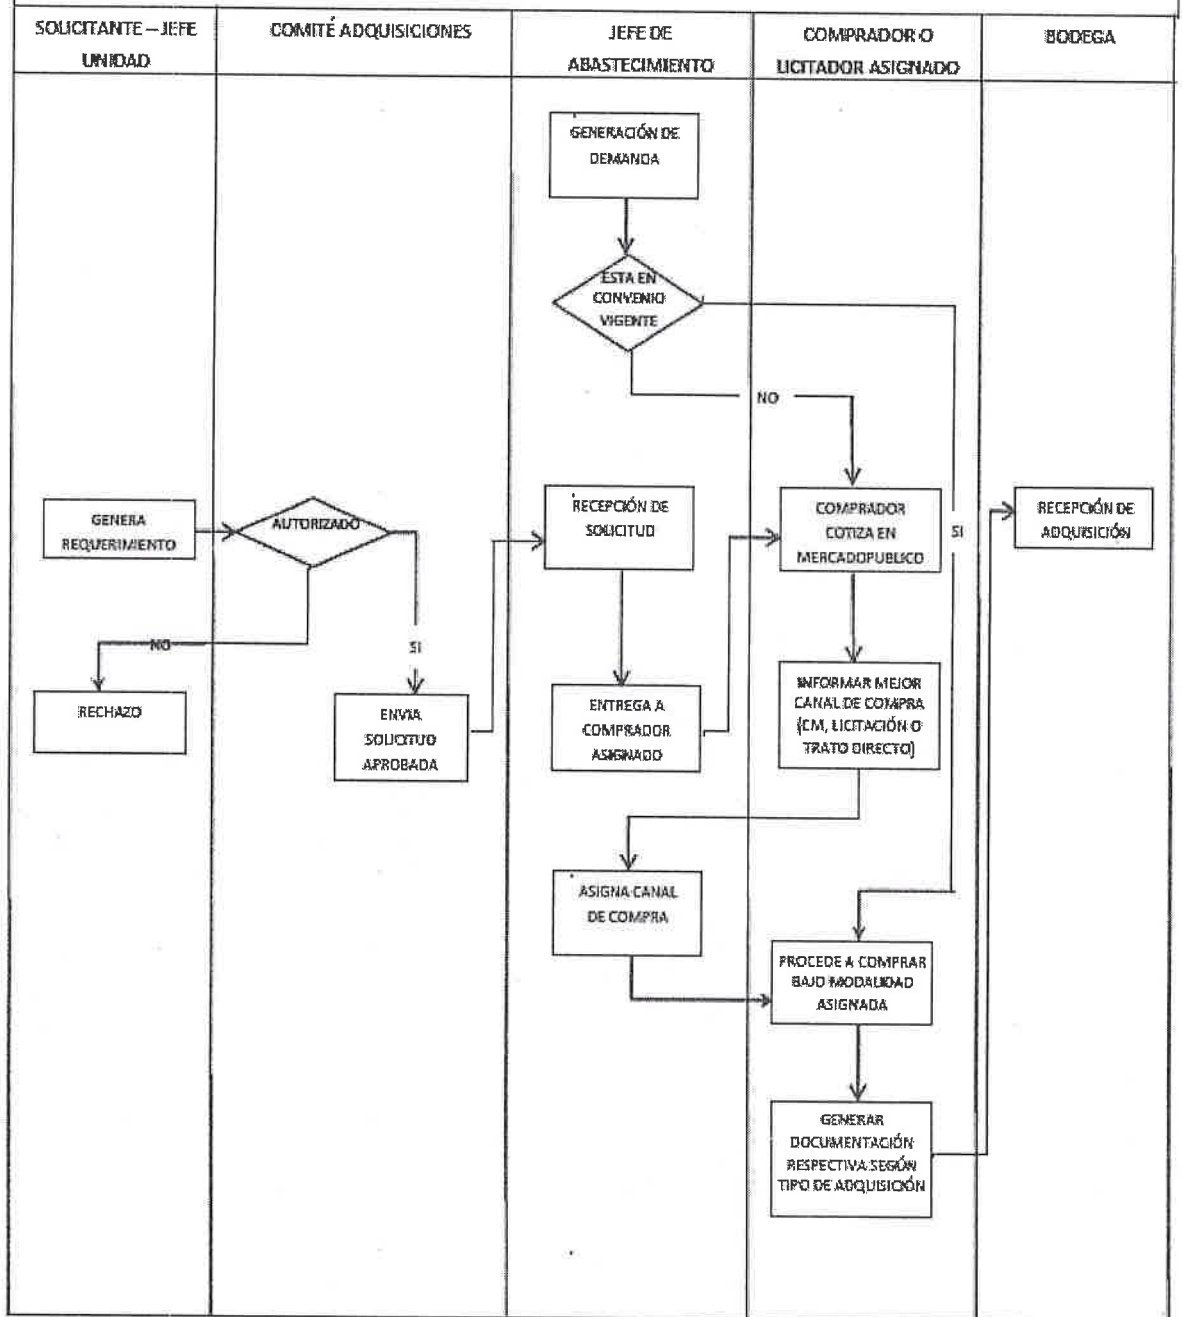 SOLICITANTE – JEFE
UNIDAD
COMITÉ ADQUISICIONES
JEFE DE
ABASTECIMIENTO
COMPRADOR O
LICITADOR ASIGNADO
BODEGA
GENERACIÓN DE
DEMANDA
ESTA EN
CONVENIO
VIGENTE
NO
GENERA
REQUERIMIENTO
AUTORIZADO
RECEPCIÓN DE
SOLICITUD
COMPRADOR
COTIZA EN
MERCADOPUBLICO
SI
RECEPCIÓN DE
ADQUISICIÓN
NO
SI
RECHAZO
ENVIA
SOLICITUD
APROBADA
ENTREGA A
COMPRADOR
ASIGNADO
INFORMAR MEJOR
CANAL DE COMPRA
(CM, LICITACIÓN O
TRATO DIRECTO)
ASIGNA CANAL
DE COMPRA
PROCEDE A COMPRAR
BAJO MODALIDAD
ASIGNADA
GENERAR
DOCUMENTACIÓN
RESPECTIVA SEGÚN
TIPO DE ADQUISICIÓN